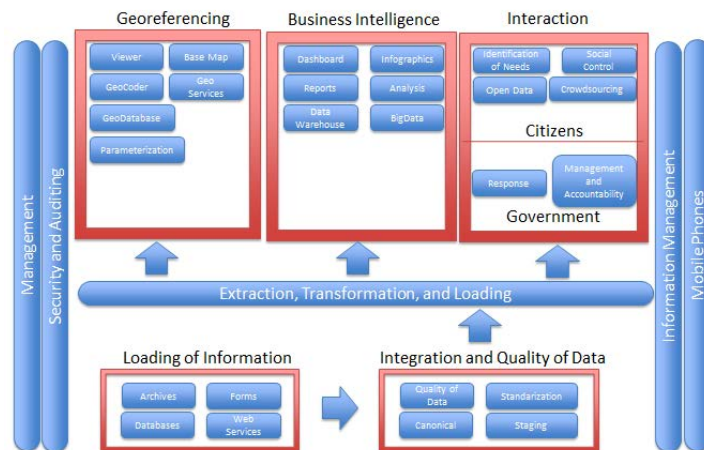 Georeferencing
Business Intelligence
Interaction
Viewer
Base Map
GeoCoder
Geo
Services
GeoDatabase
Parameterization
Dashboard
Infographics
Reports
Analysis
Data
Warehouse
BigData
Identification
of Needs
Social
Control
Open Data
Crowdsourcing
Citizens
Response
Management
and
Accountability
Government
Management
Security and Auditing
Information Management
Mobile Phones
Extraction, Transformation, and Loading
Loading of Information
Integration and Quality of Data
Archives
Forms
Databases
Web
Services
Quality of
Data
Standarization
Canonical
Staging